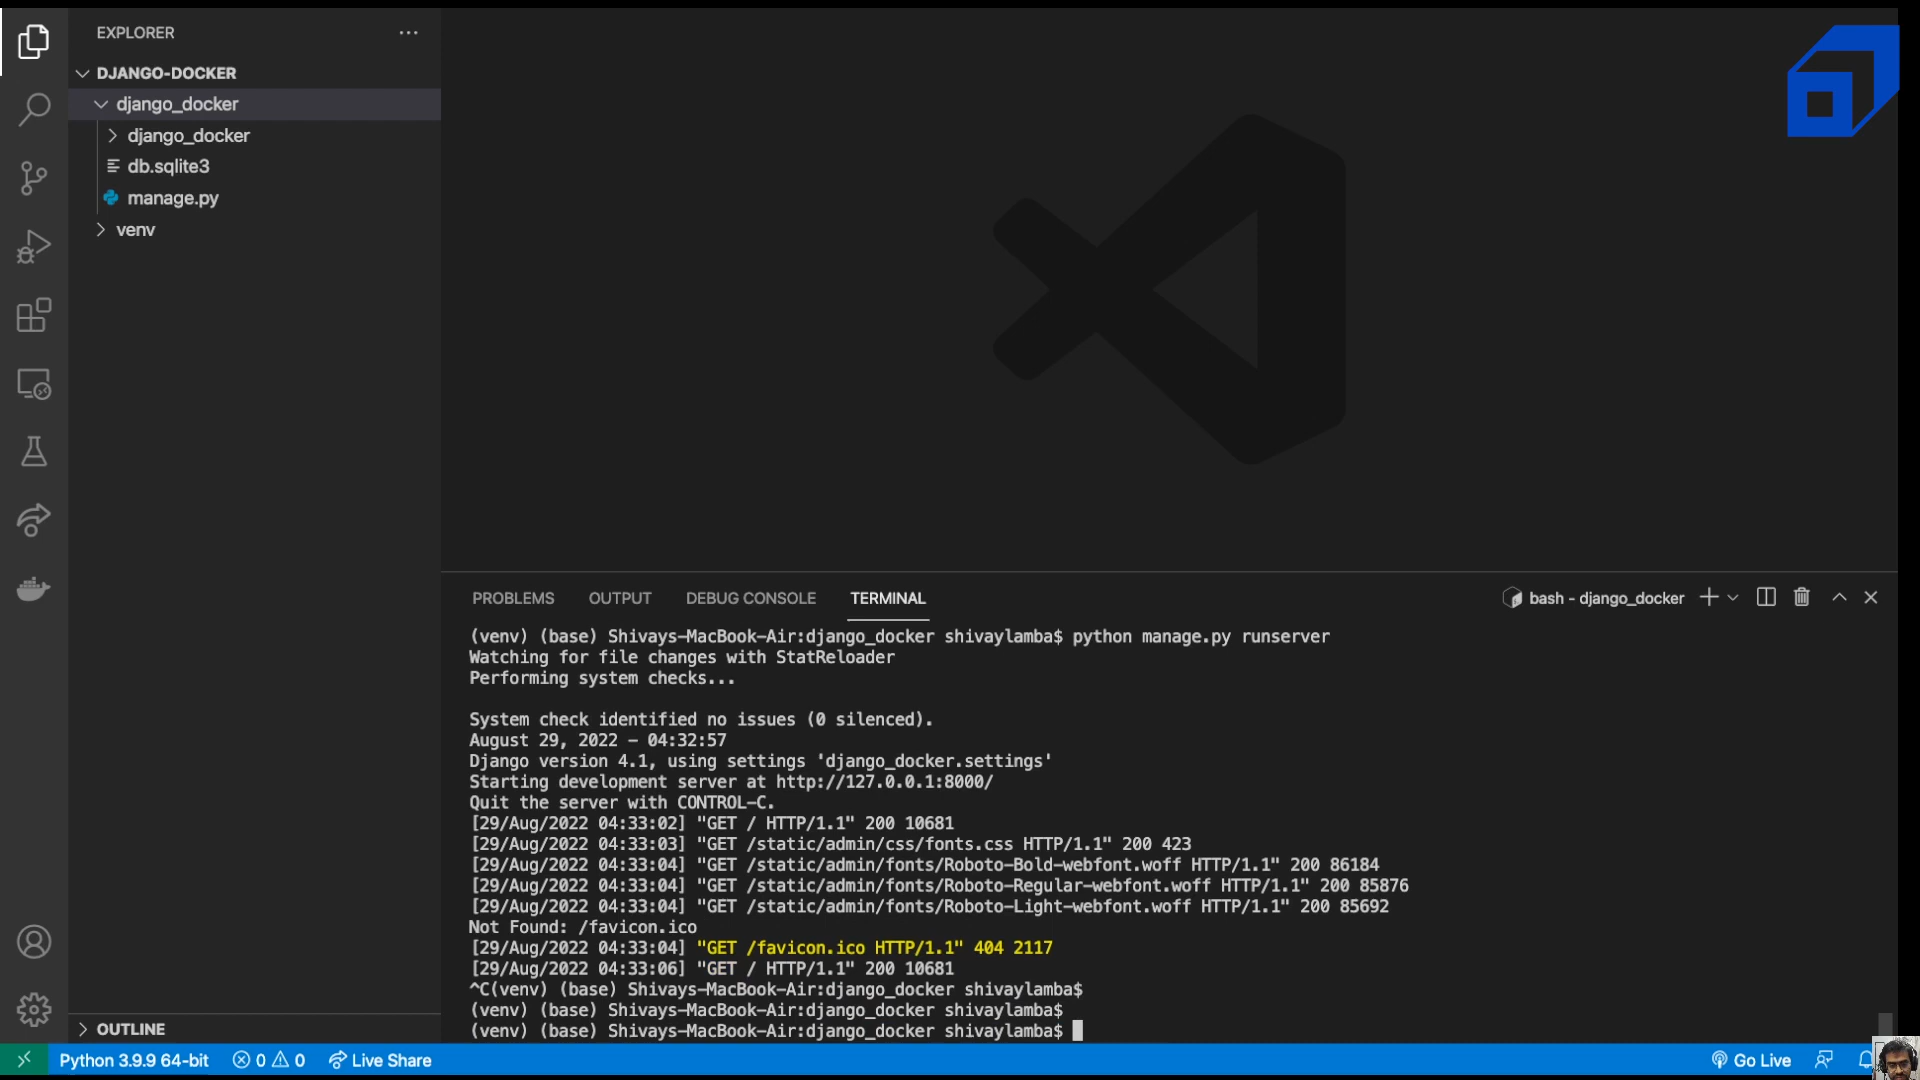 EXPLORER
DJANGO-DOCKER
django_docker
django_docker
db.sqlite3
manage.py
venv
OUTLINE
PROBLEMS OUTPUT DEBUG CONSOLE TERMINAL bash - django_docker
(venv) (base) Shivays-MacBook-Air:django_docker shivaylamba$ python manage.py runserver
Watching for file changes with StatReloader
Performing system checks...
System check identified no issues (0 silenced).
August 29, 2022 - 04:32:57
Django version 4.1, using settings 'django_docker.settings'
Starting development server at http://127.0.0.1:8000/
Quit the server with CONTROL-C.
[29/Aug/2022 04:33:02] "GET / HTTP/1.1" 200 10681
[29/Aug/2022 04:33:03] "GET /static/admin/css/fonts.css HTTP/1.1" 200 423
[29/Aug/2022 04:33:04] "GET /static/admin/fonts/Roboto-Bold-webfont.woff HTTP/1.1" 200 86184
[29/Aug/2022 04:33:04] "GET /static/admin/fonts/Roboto-Regular-webfont.woff HTTP/1.1" 200 85876
[29/Aug/2022 04:33:04] "GET /static/admin/fonts/Roboto-Light-webfont.woff HTTP/1.1" 200 85692
Not Found: /favicon.ico
[29/Aug/2022 04:33:04] "GET /favicon.ico HTTP/1.1" 404 2117
[29/Aug/2022 04:33:06] "GET / HTTP/1.1" 200 10681
^C(venv) (base) Shivays-MacBook-Air:django_docker shivaylamba$
(venv) (base) Shivays-MacBook-Air:django_docker shivaylamba$
(venv) (base) Shivays-MacBook-Air:django_docker shivaylamba$
Python 3.9.9 64-bit 0 0 Live Share Go Live